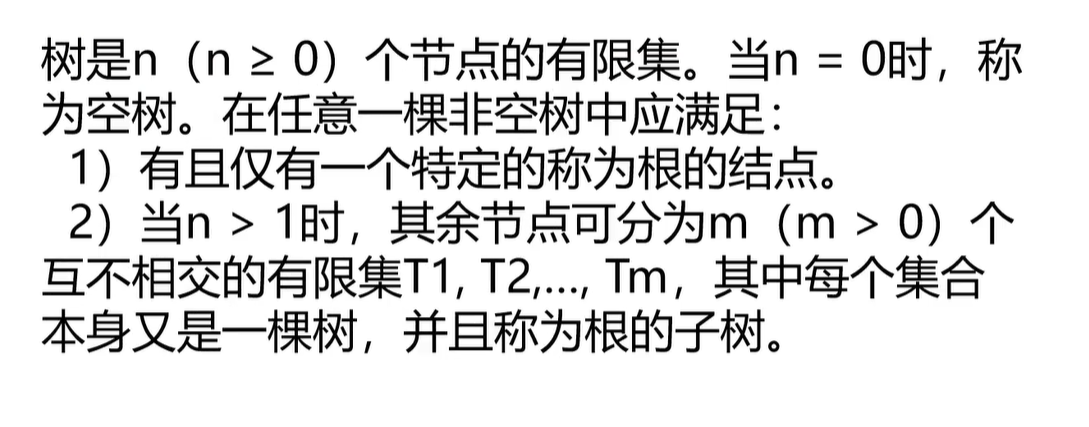 树是n（n ≥ 0）个节点的有限集。当n = 0时，称
为空树。在任意一棵非空树中应满足：
1）有且仅有一个特定的称为根的结点。
2）当n > 1时，其余节点可分为m（m > 0）个
互不相交的有限集T1, T2,..., Tm，其中每个集合
本身又是一棵树，并且称为根的子树。